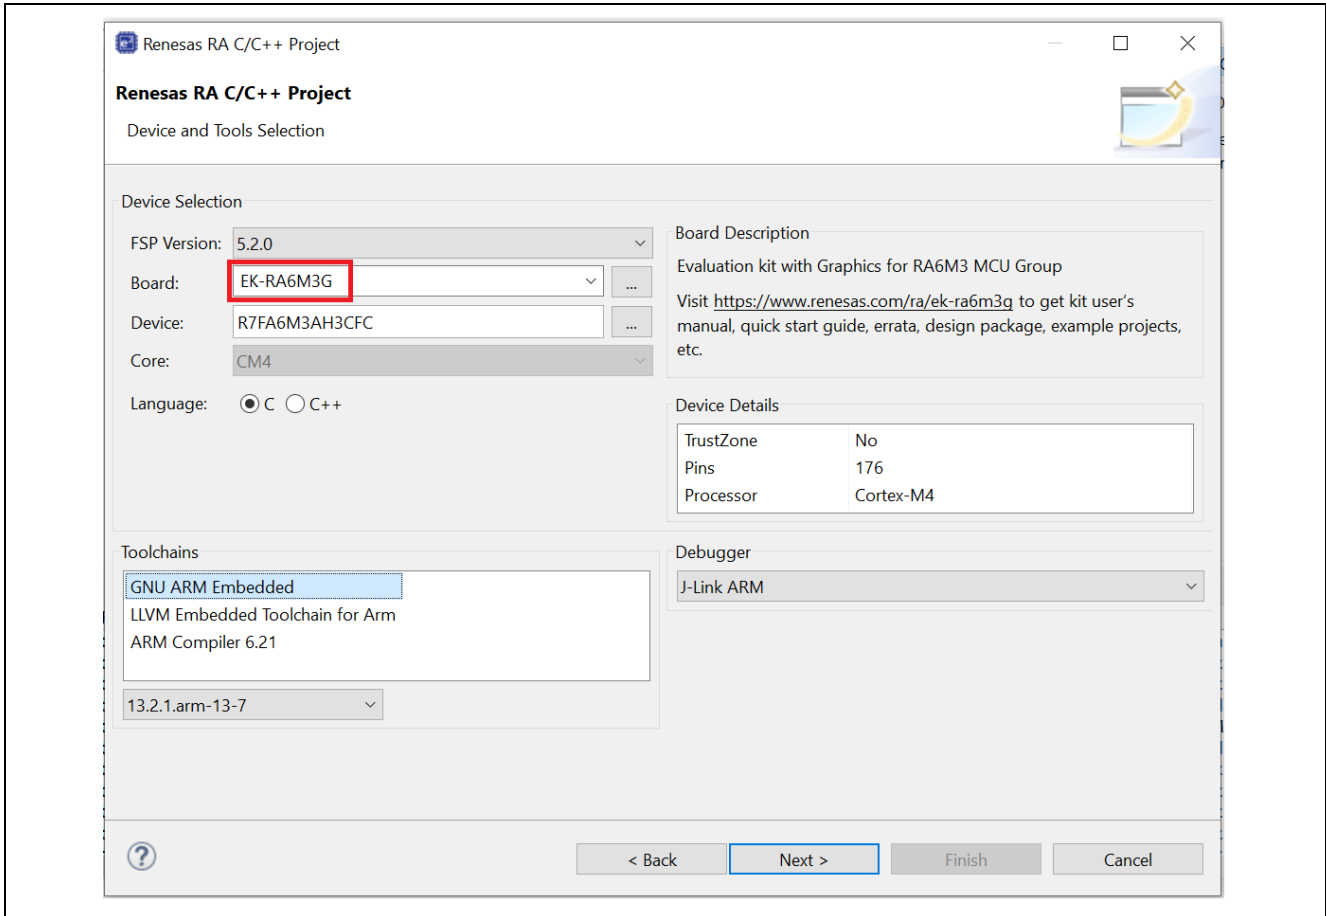 Renesas RA C/C++ Project
Renesas RA C/C++ Project
Device and Tools Selection
Device Selection
FSP Version: 5.2.0
Board: EK-RA6M3G ...
Device: R7FA6M3AH3CFC ...
Core: CM4
Language: C C++
Board Description
Evaluation kit with Graphics for RA6M3 MCU Group
Visit https://www.renesas.com/ra/ek-ra6m3g to get kit user's
manual, quick start guide, errata, design package, example projects,
etc.
Device Details
TrustZone No
Pins 176
Processor Cortex-M4
Toolchains
GNU ARM Embedded
LLVM Embedded Toolchain for Arm
ARM Compiler 6.21
13.2.1.arm-13-7
Debugger
J-Link ARM
? < Back Next > Finish Cancel